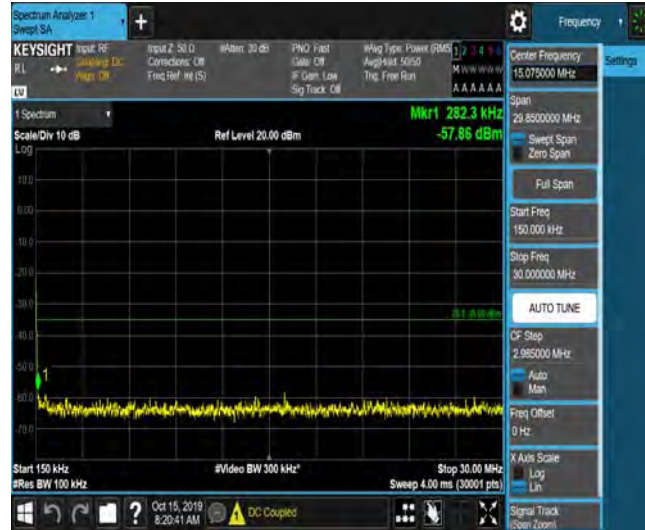 Spectrum Analyzer 1
Swept SA
+
Frequency
KEYSIGHT
RL
LV
Input: RF
Coupling: DC
Align: Off
Input Z: 50 Ω
Corrections: Off
Freq Ref: Int (S)
#Atten: 30 dB
PNO: Fast
Gate: Off
IF Gain: Low
Sig Track: Off
#Avg Type: Power (RMS)
Avg|Hold: 50/50
Trig: Free Run
1 2 3 4 5 6
M W W W W W
A A A A A A
Center Frequency
15.075000 MHz
Settings
Span
29.8500000 MHz
Swept Span
Zero Span
Full Span
Start Freq
150.000 kHz
Stop Freq
30.000000 MHz
AUTO TUNE
CF Step
2.985000 MHz
Auto
Man
Freq Offset
0 Hz
X Axis Scale
Log
Lin
Signal Track
(Span Zoom)
1 Spectrum
Scale/Div 10 dB
Ref Level 20.00 dBm
Mkr1 282.3 kHz
-57.86 dBm
Log
10.0
0.00
-10.0
-20.0
-30.0
-40.0
-50.0
-60.0
-70.0
1
Start 150 kHz
#Res BW 100 kHz
#Video BW 300 kHz*
Stop 30.00 MHz
Sweep 4.00 ms (30001 pts)
?
Oct 15, 2019
8:20:41 AM
DC Coupled